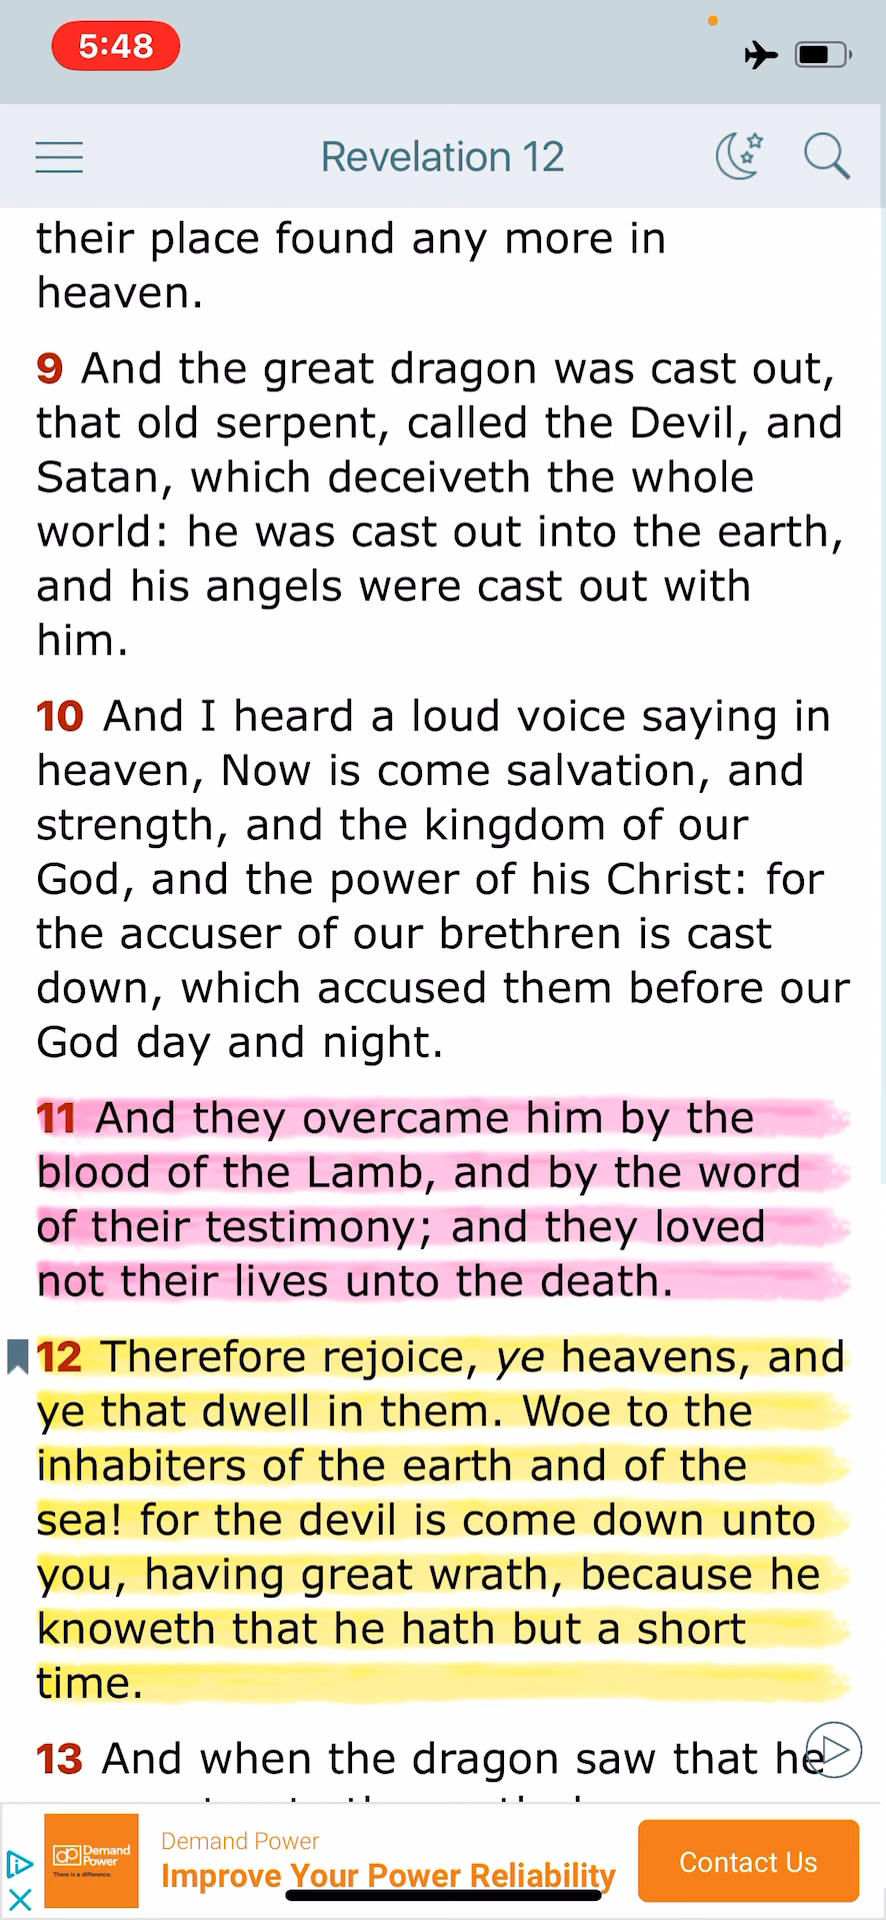 5:48
Revelation 12
their place found any more in
heaven.
9 And the great dragon was cast out,
that old serpent, called the Devil, and
Satan, which deceiveth the whole
world: he was cast out into the earth,
and his angels were cast out with
him.
10 And I heard a loud voice saying in
heaven, Now is come salvation, and
strength, and the kingdom of our
God, and the power of his Christ: for
the accuser of our brethren is cast
down, which accused them before our
God day and night.
11 And they overcame him by the
blood of the Lamb, and by the word
of their testimony; and they loved
not their lives unto the death.
12 Therefore rejoice, ye heavens, and
ye that dwell in them. Woe to the
inhabiters of the earth and of the
sea! for the devil is come down unto
you, having great wrath, because he
knoweth that he hath but a short
time.
13 And when the dragon saw that he
Demand
Power
There is a difference.
Demand Power
Improve Your Power Reliability
Contact Us